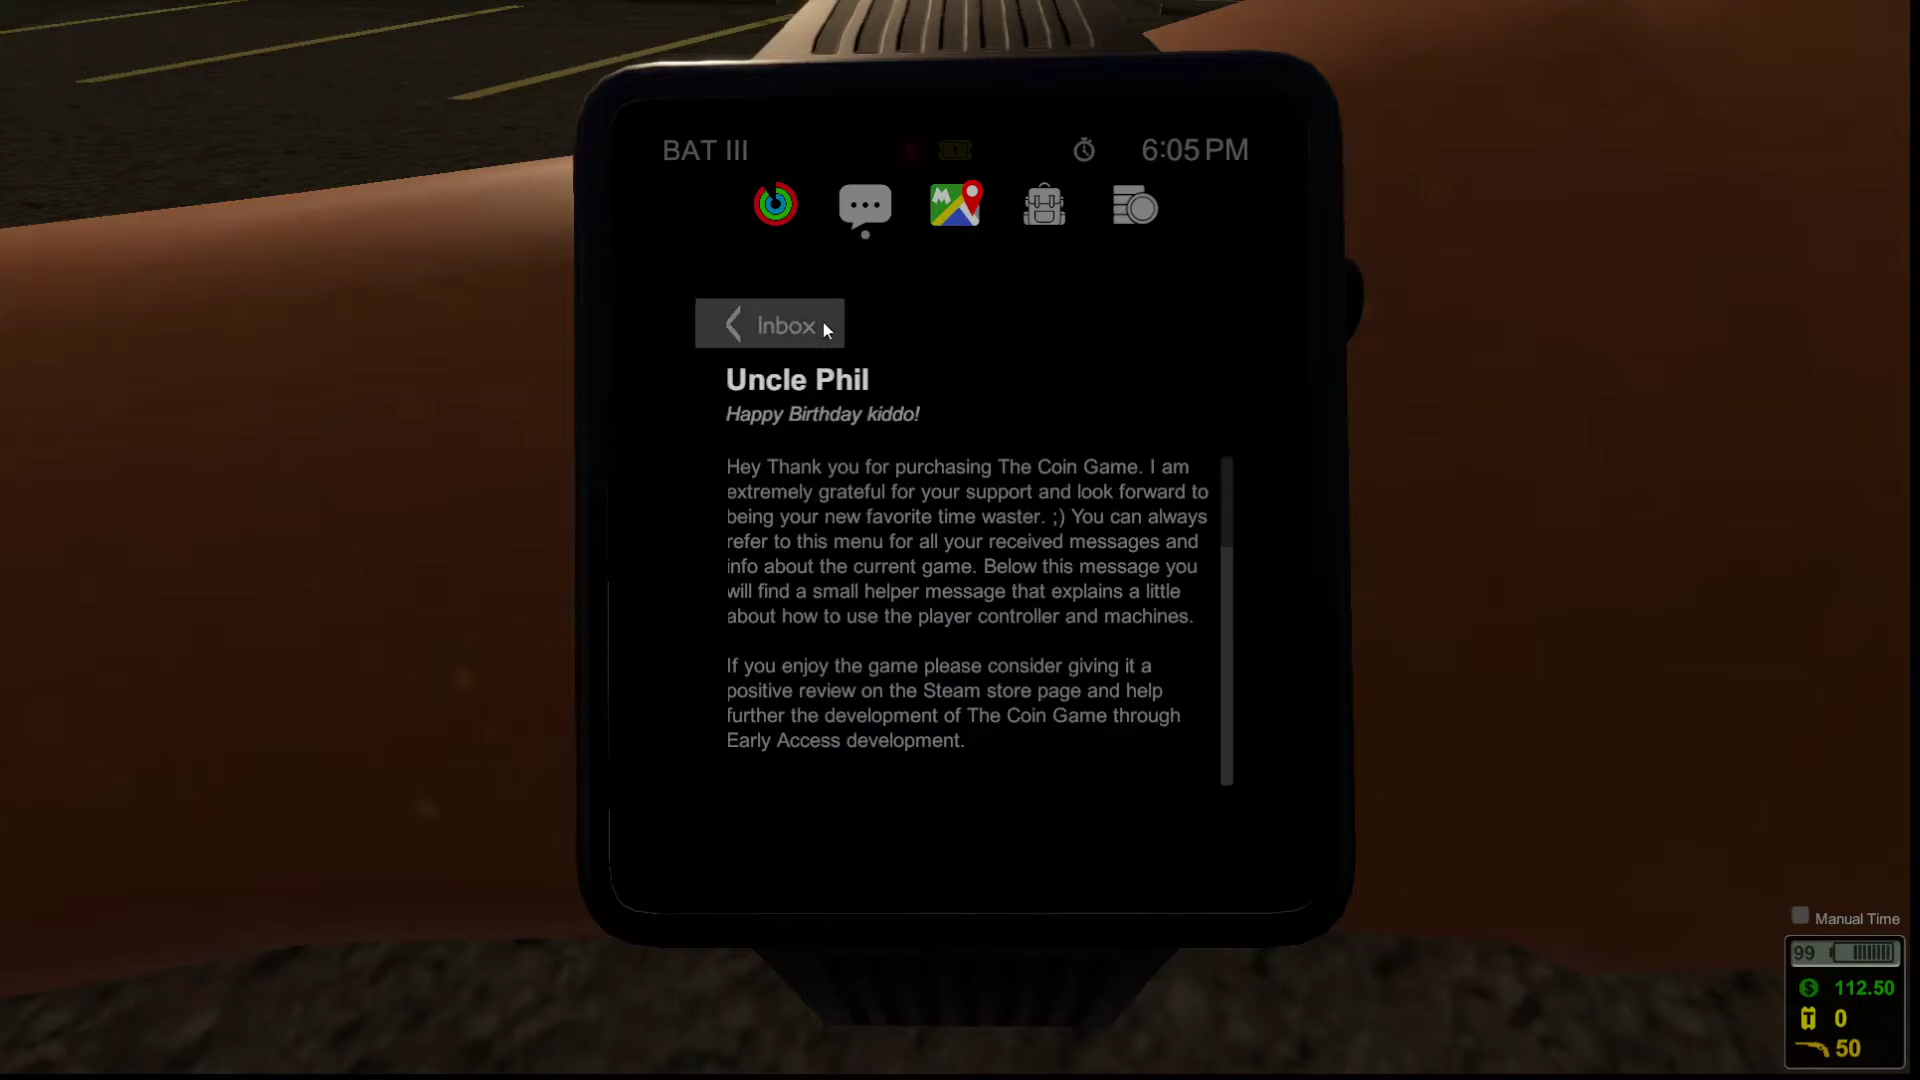 BAT III
6:05 PM
Inbox
Uncle Phil
Happy Birthday kiddo!
Hey Thank you for purchasing The Coin Game. I am
extremely grateful for your support and look forward to
being your new favorite time waster. ;) You can always
refer to this menu for all your received messages and
info about the current game. Below this message you
will find a small helper message that explains a little
about how to use the player controller and machines.
If you enjoy the game please consider giving it a
positive review on the Steam store page and help
further the development of The Coin Game through
Early Access development.
Manual Time
99
$ 112.50
T 0
50